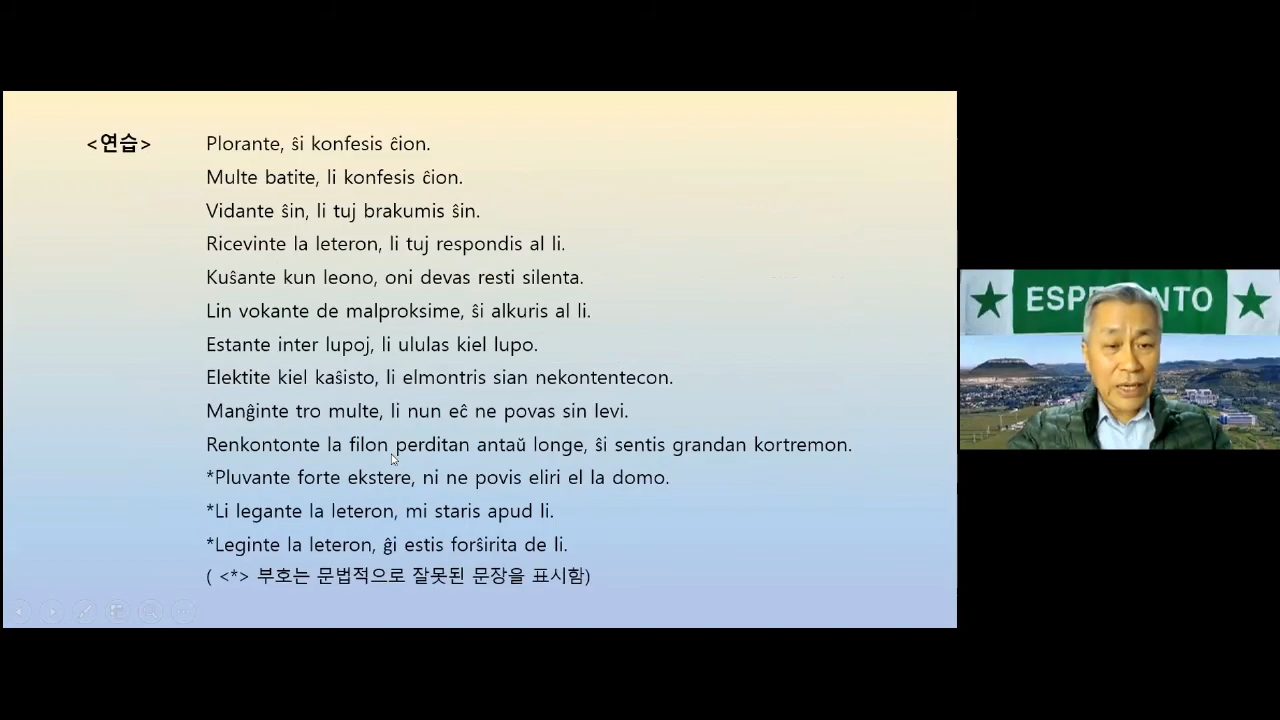 <연습>
Plorante, ŝi konfesis ĉion.
Multe batite, li konfesis ĉion.
Vidante ŝin, li tuj brakumis ŝin.
Ricevinte la leteron, li tuj respondis al li.
Kuŝante kun leono, oni devas resti silenta.
Lin vokante de malproksime, ŝi alkuris al li.
Estante inter lupoj, li ululas kiel lupo.
Elektite kiel kaŝisto, li elmontris sian nekontentecon.
Manĝinte tro multe, li nun eĉ ne povas sin levi.
Renkontonte la filon perditan antaŭ longe, ŝi sentis grandan kortremon.
*Pluvante forte ekstere, ni ne povis eliri el la domo.
*Li legante la leteron, mi staris apud li.
*Leginte la leteron, ĝi estis forŝirita de li.
( <*> 부호는 문법적으로 잘못된 문장을 표시함)